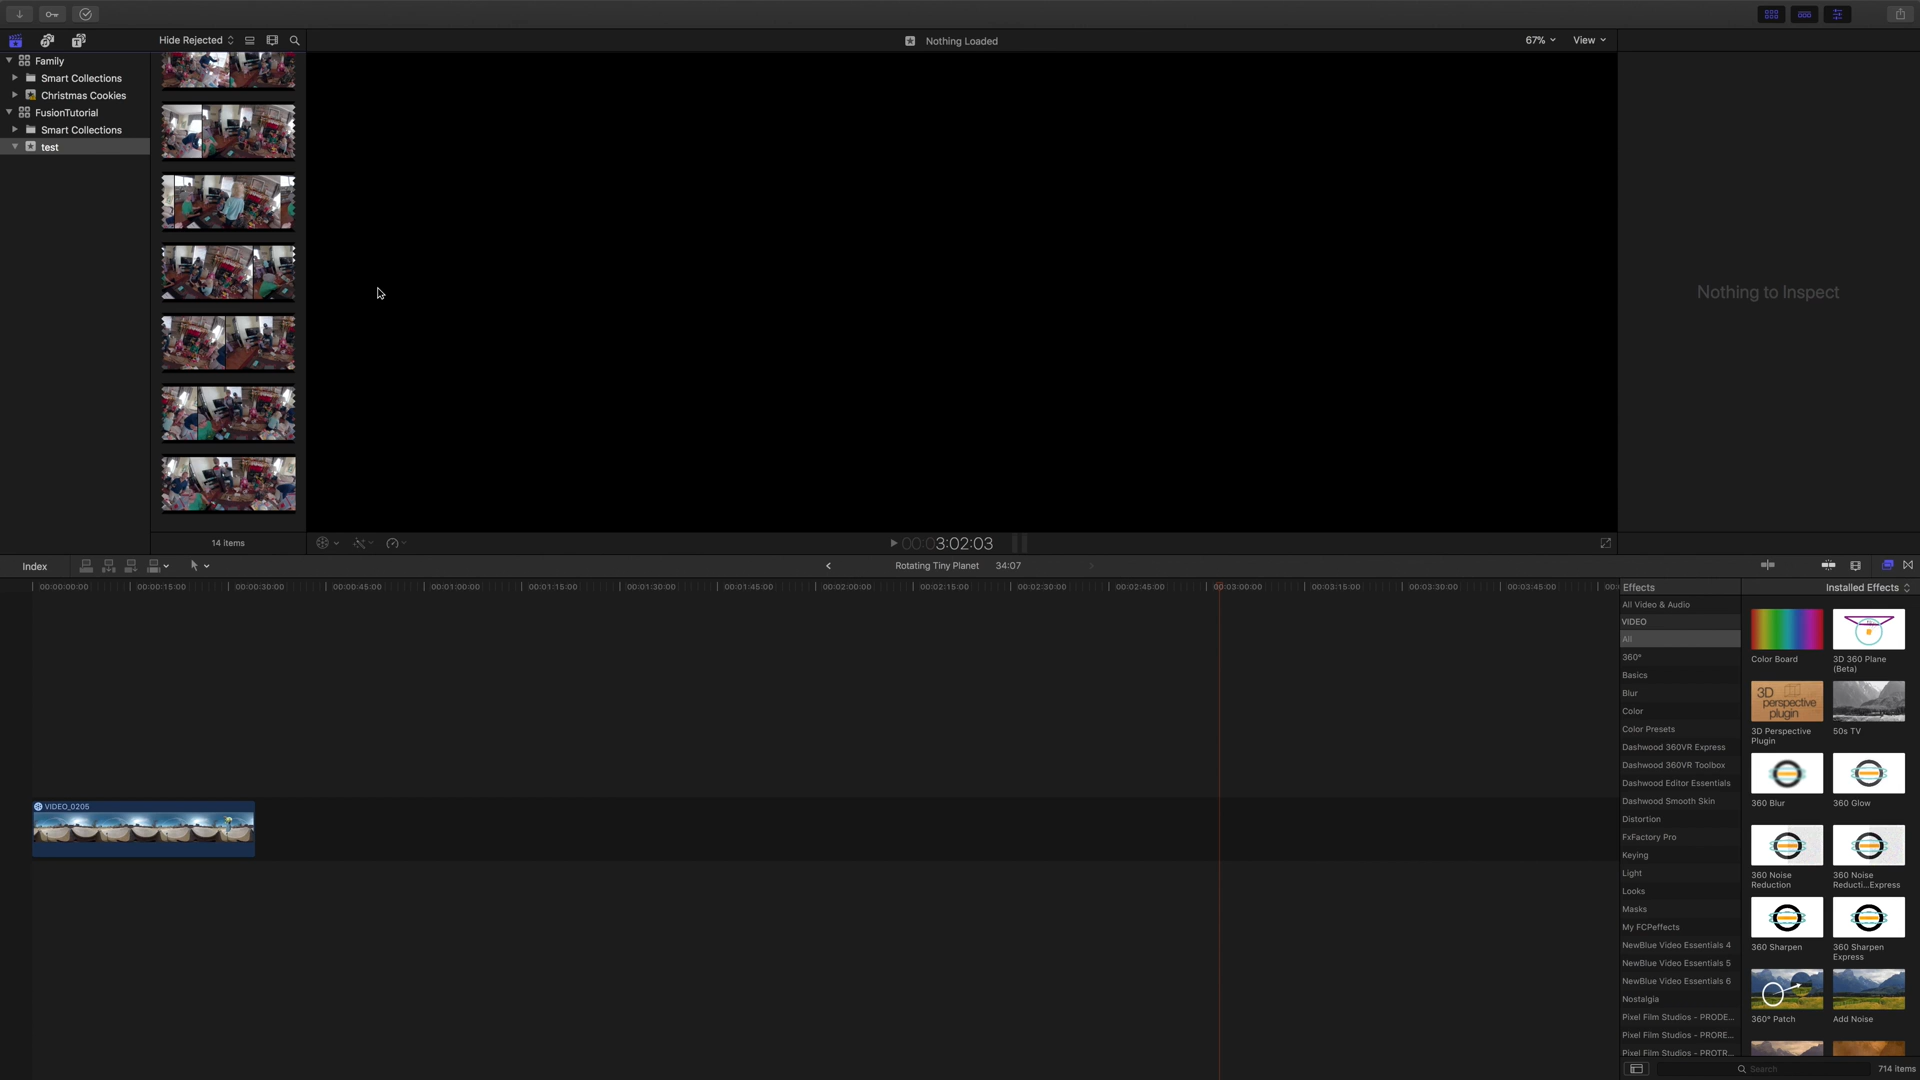 Hide Rejected
Nothing Loaded
67%
View
Family
Smart Collections
Christmas Cookies
FusionTutorial
Smart Collections
test
Nothing to Inspect
14 items
00:03:02:03
Index
Rotating Tiny Planet
34:07
00:00:00:00
00:00:15:00
00:00:30:00
00:00:45:00
00:01:00:00
00:01:15:00
00:01:30:00
00:01:45:00
00:02:00:00
00:02:15:00
00:02:30:00
00:02:45:00
00:03:00:00
00:03:15:00
00:03:30:00
00:03:45:00
VIDEO_0205
Effects
Installed Effects
All Video & Audio
VIDEO
All
360°
Basics
Blur
Color
Color Presets
Dashwood 360VR Express
Dashwood 360VR Toolbox
Dashwood Editor Essentials
Dashwood Smooth Skin
Distortion
FxFactory Pro
Keying
Light
Looks
Masks
My FCPeffects
NewBlue Video Essentials 4
NewBlue Video Essentials 5
NewBlue Video Essentials 6
Nostalgia
Pixel Film Studios - PRODE...
Pixel Film Studios - PRORE...
Pixel Film Studios - PROTR...
Color Board
3D 360 Plane
(Beta)
3D
perspective
plugin
3D Perspective
Plugin
50s TV
360 Blur
360 Glow
360 Noise
Reduction
360 Noise
Reducti...Express
360 Sharpen
360 Sharpen
Express
360° Patch
Add Noise
Search
714 items